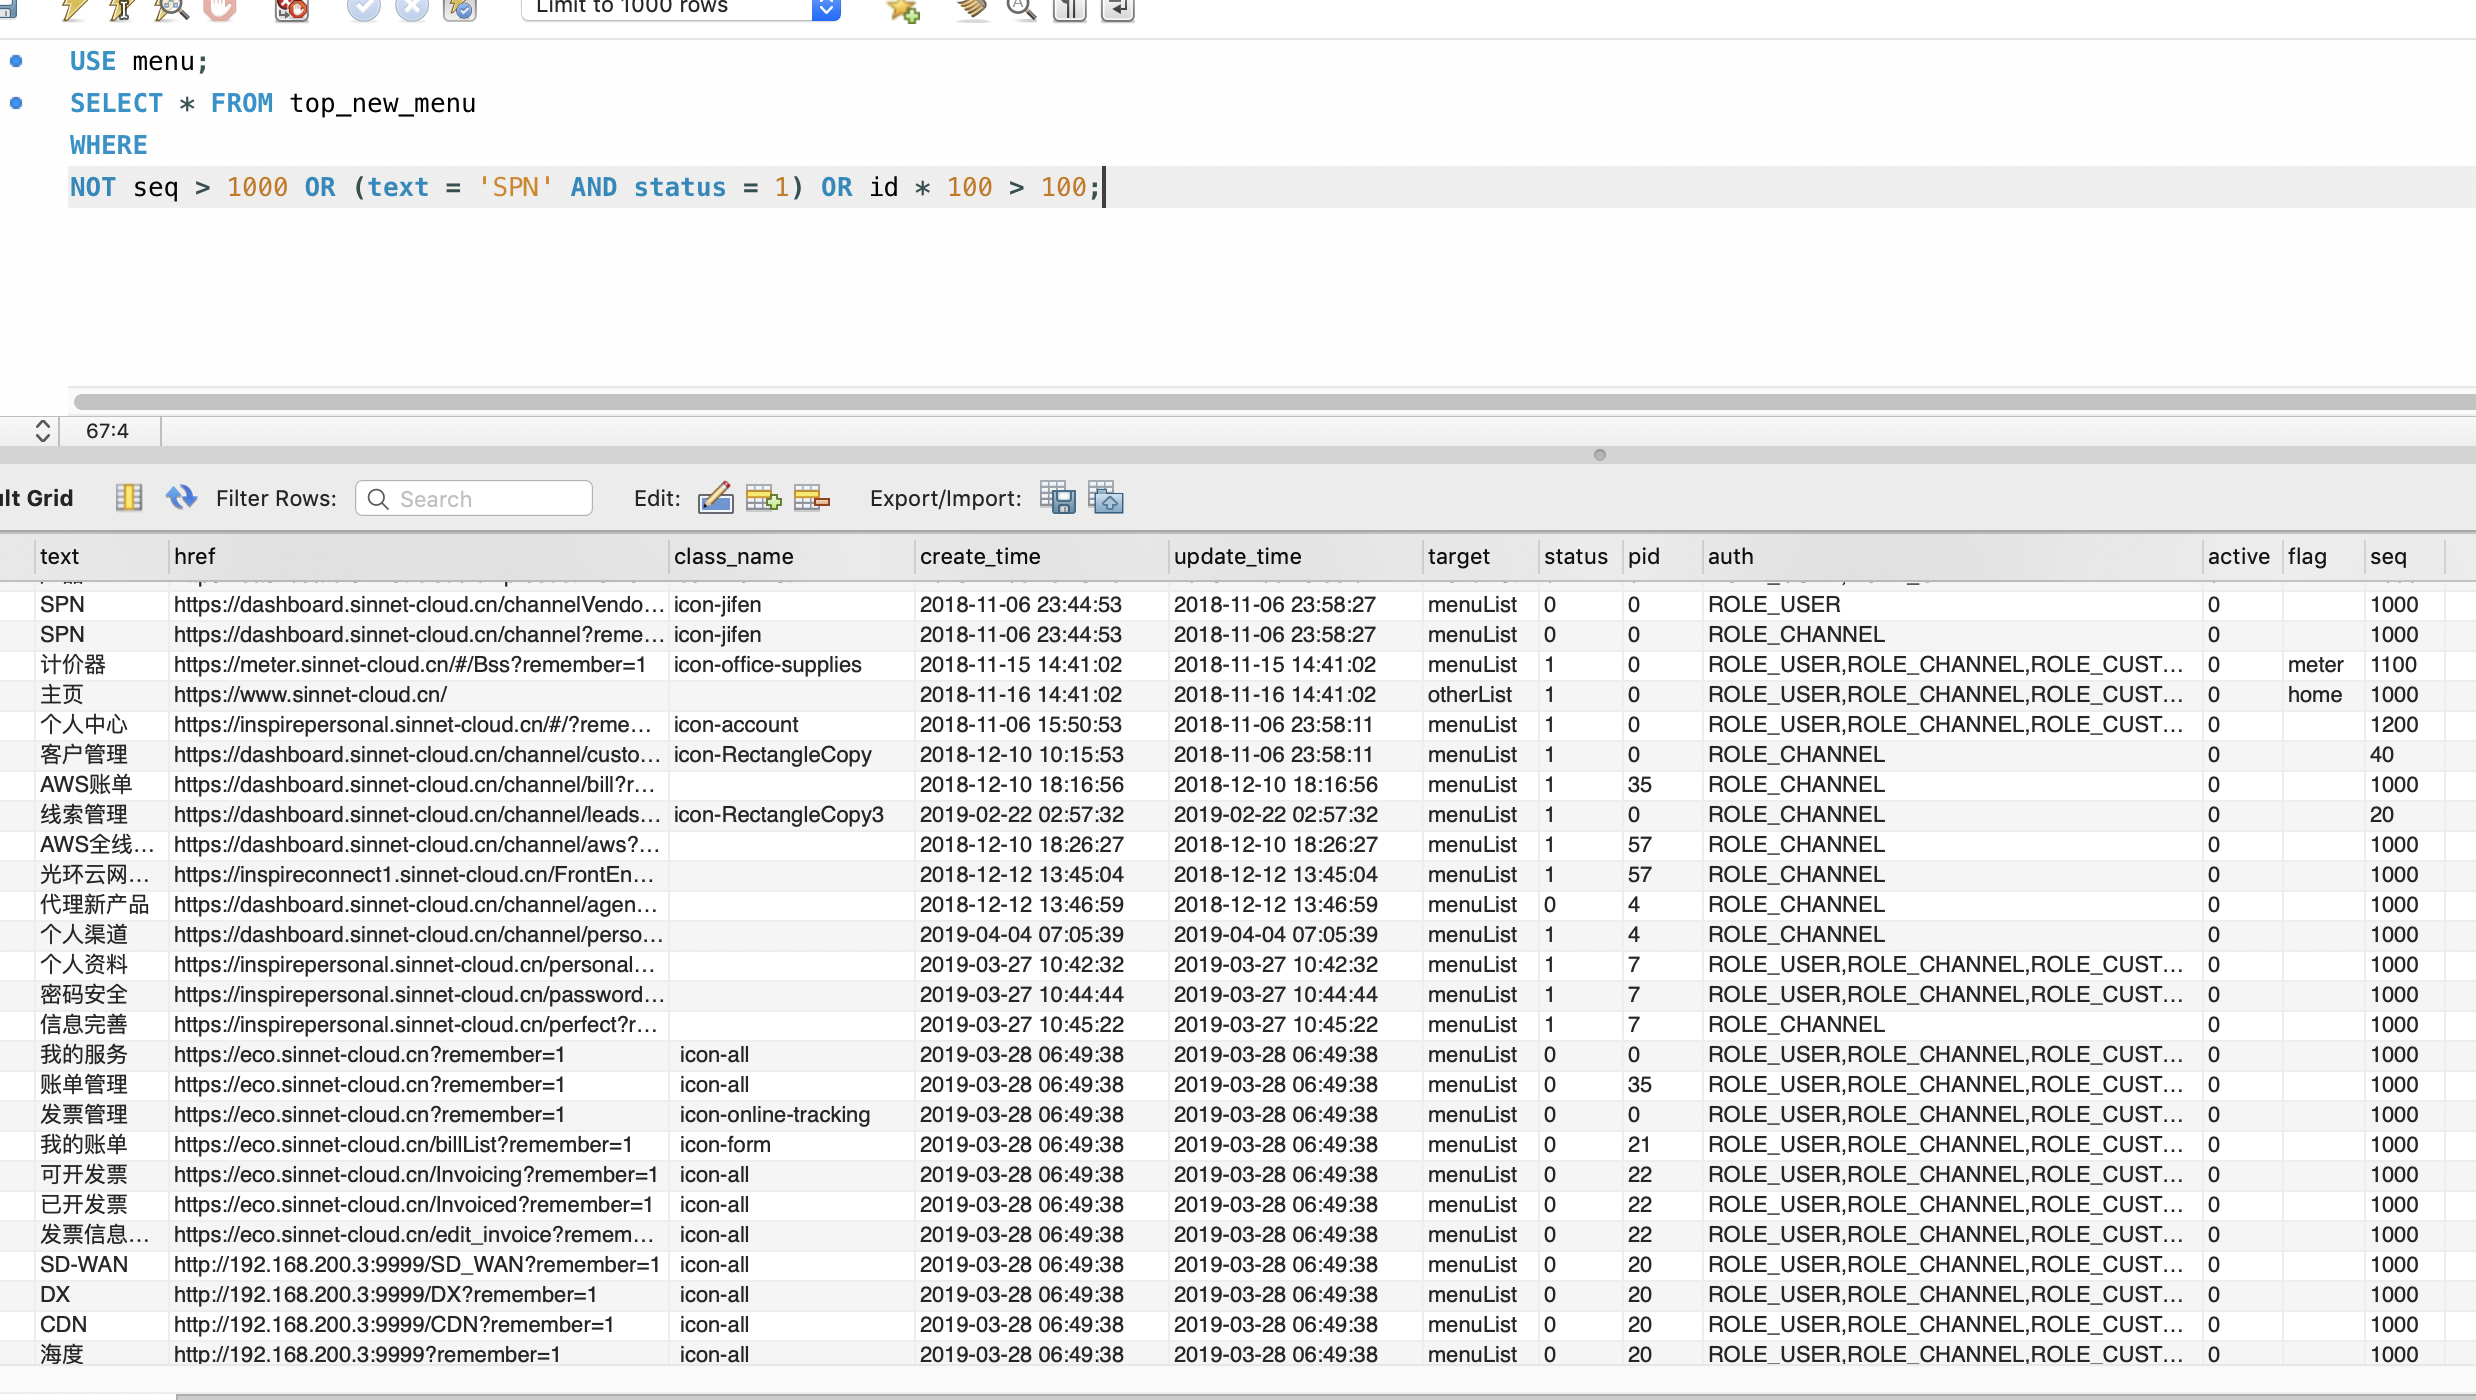 Limit to 1000 rows
USE menu;
SELECT * FROM top_new_menu
WHERE
NOT seq > 1000 OR (text = 'SPN' AND status = 1) OR id * 100 > 100;
67:4
ult Grid Filter Rows: Search Edit: Export/Import:
text href class_name create_time update_time target status pid auth active flag seq
SPN https://dashboard.sinnet-cloud.cn/channelVendo... icon-jifen 2018-11-06 23:44:53 2018-11-06 23:58:27 menuList 0 0 ROLE_USER 0 1000
SPN https://dashboard.sinnet-cloud.cn/channel?reme... icon-jifen 2018-11-06 23:44:53 2018-11-06 23:58:27 menuList 0 0 ROLE_CHANNEL 0 1000
计价器 https://meter.sinnet-cloud.cn/#/Bss?remember=1 icon-office-supplies 2018-11-15 14:41:02 2018-11-15 14:41:02 menuList 1 0 ROLE_USER,ROLE_CHANNEL,ROLE_CUST... 0 meter 1100
主页 https://www.sinnet-cloud.cn/ 2018-11-16 14:41:02 2018-11-16 14:41:02 otherList 1 0 ROLE_USER,ROLE_CHANNEL,ROLE_CUST... 0 home 1000
个人中心 https://inspirepersonal.sinnet-cloud.cn/#/?reme... icon-account 2018-11-06 15:50:53 2018-11-06 23:58:11 menuList 1 0 ROLE_USER,ROLE_CHANNEL,ROLE_CUST... 0 1200
客户管理 https://dashboard.sinnet-cloud.cn/channel/custo... icon-RectangleCopy 2018-12-10 10:15:53 2018-11-06 23:58:11 menuList 1 0 ROLE_CHANNEL 0 40
AWS账单 https://dashboard.sinnet-cloud.cn/channel/bill?r... 2018-12-10 18:16:56 2018-12-10 18:16:56 menuList 1 35 ROLE_CHANNEL 0 1000
线索管理 https://dashboard.sinnet-cloud.cn/channel/leads... icon-RectangleCopy3 2019-02-22 02:57:32 2019-02-22 02:57:32 menuList 1 0 ROLE_CHANNEL 0 20
AWS全线... https://dashboard.sinnet-cloud.cn/channel/aws?... 2018-12-10 18:26:27 2018-12-10 18:26:27 menuList 1 57 ROLE_CHANNEL 0 1000
光环云网... https://inspireconnect1.sinnet-cloud.cn/FrontEn... 2018-12-12 13:45:04 2018-12-12 13:45:04 menuList 1 57 ROLE_CHANNEL 0 1000
代理新产品 https://dashboard.sinnet-cloud.cn/channel/agen... 2018-12-12 13:46:59 2018-12-12 13:46:59 menuList 0 4 ROLE_CHANNEL 0 1000
个人渠道 https://dashboard.sinnet-cloud.cn/channel/perso... 2019-04-04 07:05:39 2019-04-04 07:05:39 menuList 1 4 ROLE_CHANNEL 0 1000
个人资料 https://inspirepersonal.sinnet-cloud.cn/personal... 2019-03-27 10:42:32 2019-03-27 10:42:32 menuList 1 7 ROLE_USER,ROLE_CHANNEL,ROLE_CUST... 0 1000
密码安全 https://inspirepersonal.sinnet-cloud.cn/password... 2019-03-27 10:44:44 2019-03-27 10:44:44 menuList 1 7 ROLE_USER,ROLE_CHANNEL,ROLE_CUST... 0 1000
信息完善 https://inspirepersonal.sinnet-cloud.cn/perfect?r... 2019-03-27 10:45:22 2019-03-27 10:45:22 menuList 1 7 ROLE_CHANNEL 0 1000
我的服务 https://eco.sinnet-cloud.cn?remember=1 icon-all 2019-03-28 06:49:38 2019-03-28 06:49:38 menuList 0 0 ROLE_USER,ROLE_CHANNEL,ROLE_CUST... 0 1000
账单管理 https://eco.sinnet-cloud.cn?remember=1 icon-all 2019-03-28 06:49:38 2019-03-28 06:49:38 menuList 0 35 ROLE_USER,ROLE_CHANNEL,ROLE_CUST... 0 1000
发票管理 https://eco.sinnet-cloud.cn?remember=1 icon-online-tracking 2019-03-28 06:49:38 2019-03-28 06:49:38 menuList 0 0 ROLE_USER,ROLE_CHANNEL,ROLE_CUST... 0 1000
我的账单 https://eco.sinnet-cloud.cn/billList?remember=1 icon-form 2019-03-28 06:49:38 2019-03-28 06:49:38 menuList 0 21 ROLE_USER,ROLE_CHANNEL,ROLE_CUST... 0 1000
可开发票 https://eco.sinnet-cloud.cn/Invoicing?remember=1 icon-all 2019-03-28 06:49:38 2019-03-28 06:49:38 menuList 0 22 ROLE_USER,ROLE_CHANNEL,ROLE_CUST... 0 1000
已开发票 https://eco.sinnet-cloud.cn/Invoiced?remember=1 icon-all 2019-03-28 06:49:38 2019-03-28 06:49:38 menuList 0 22 ROLE_USER,ROLE_CHANNEL,ROLE_CUST... 0 1000
发票信息... https://eco.sinnet-cloud.cn/edit_invoice?remem... icon-all 2019-03-28 06:49:38 2019-03-28 06:49:38 menuList 0 22 ROLE_USER,ROLE_CHANNEL,ROLE_CUST... 0 1000
SD-WAN http://192.168.200.3:9999/SD_WAN?remember=1 icon-all 2019-03-28 06:49:38 2019-03-28 06:49:38 menuList 0 20 ROLE_USER,ROLE_CHANNEL,ROLE_CUST... 0 1000
DX http://192.168.200.3:9999/DX?remember=1 icon-all 2019-03-28 06:49:38 2019-03-28 06:49:38 menuList 0 20 ROLE_USER,ROLE_CHANNEL,ROLE_CUST... 0 1000
CDN http://192.168.200.3:9999/CDN?remember=1 icon-all 2019-03-28 06:49:38 2019-03-28 06:49:38 menuList 0 20 ROLE_USER,ROLE_CHANNEL,ROLE_CUST... 0 1000
海度 http://192.168.200.3:9999?remember=1 icon-all 2019-03-28 06:49:38 2019-03-28 06:49:38 menuList 0 20 ROLE_USER,ROLE_CHANNEL,ROLE_CUST... 0 1000